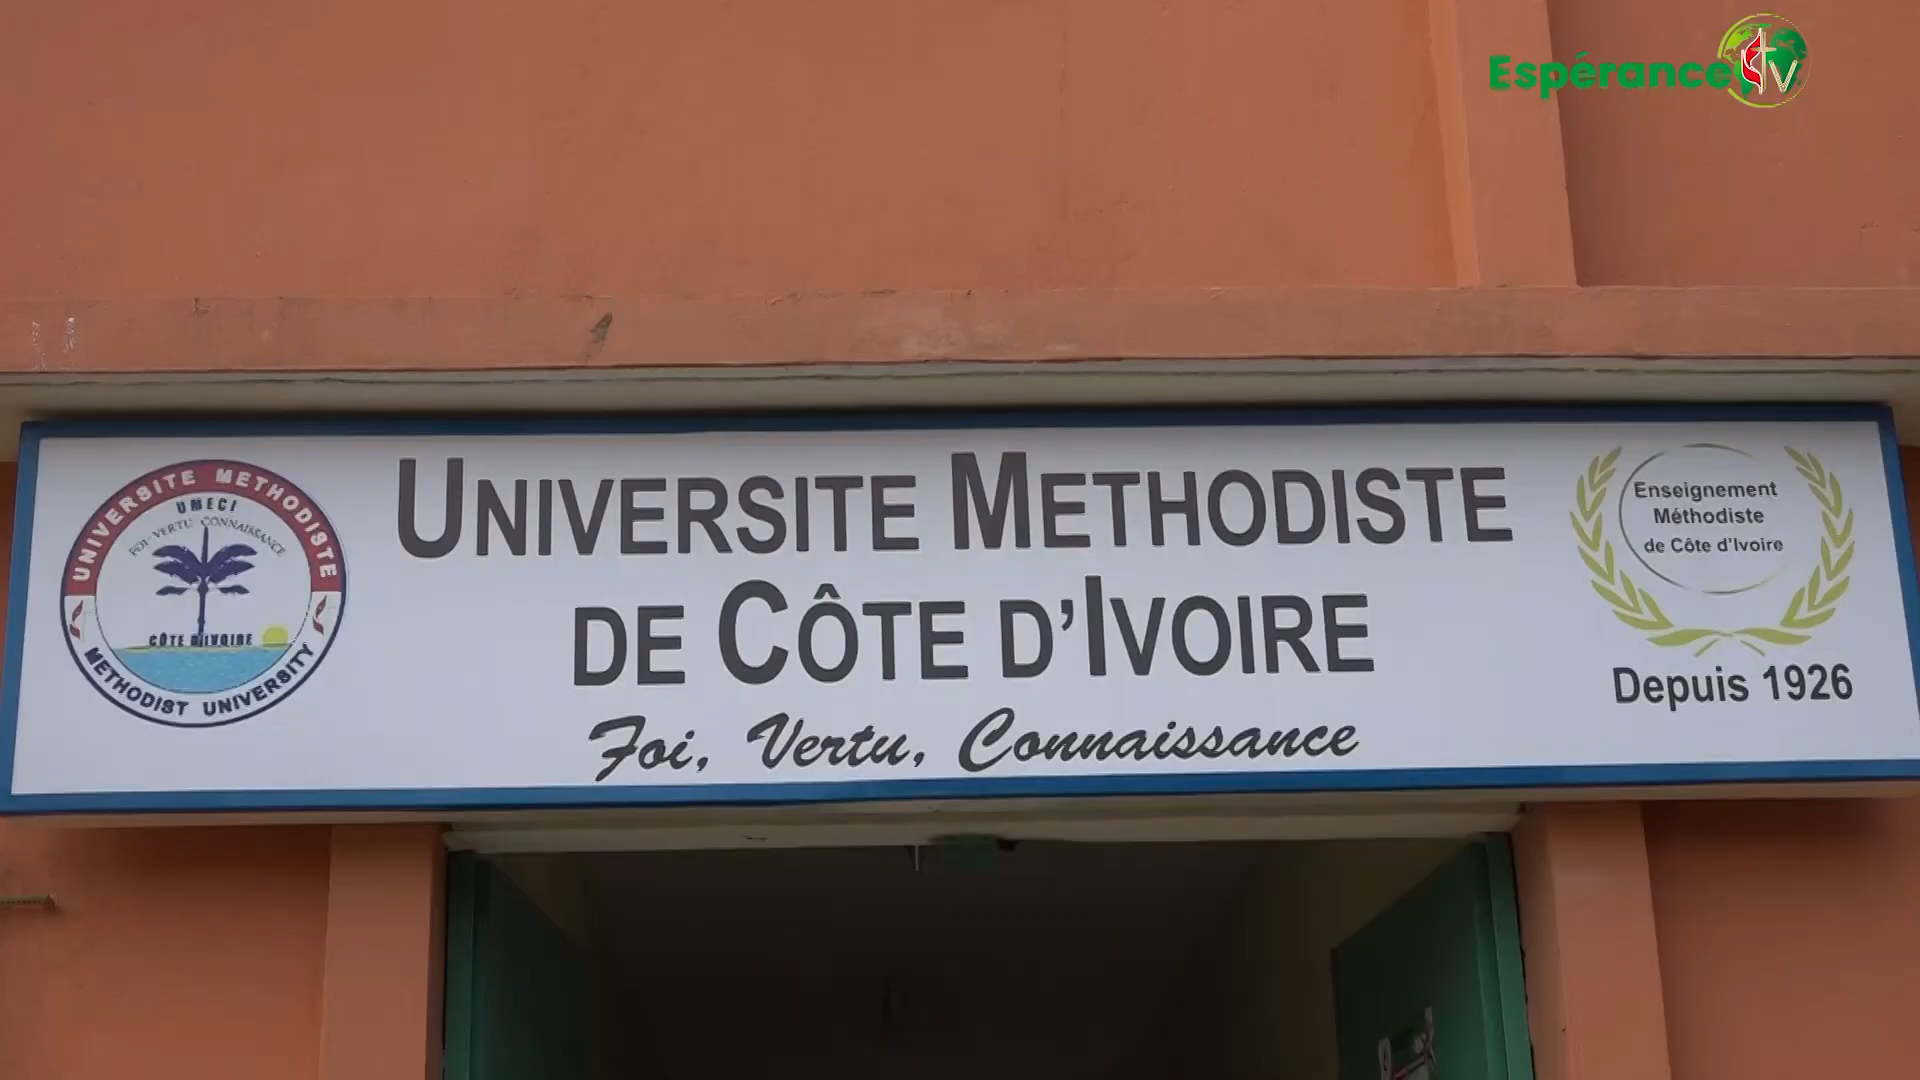 Espérance TV
UNIVERSITE METHODISTE
UMECI
FOI - VERTU CONNAISSANCE
CÔTE D'IVOIRE
METHODIST UNIVERSITY
UNIVERSITE METHODISTE
DE CÔTE D'IVOIRE
Foi, Vertu, Connaissance
Enseignement
Méthodiste
de Côte d'Ivoire
Depuis 1926